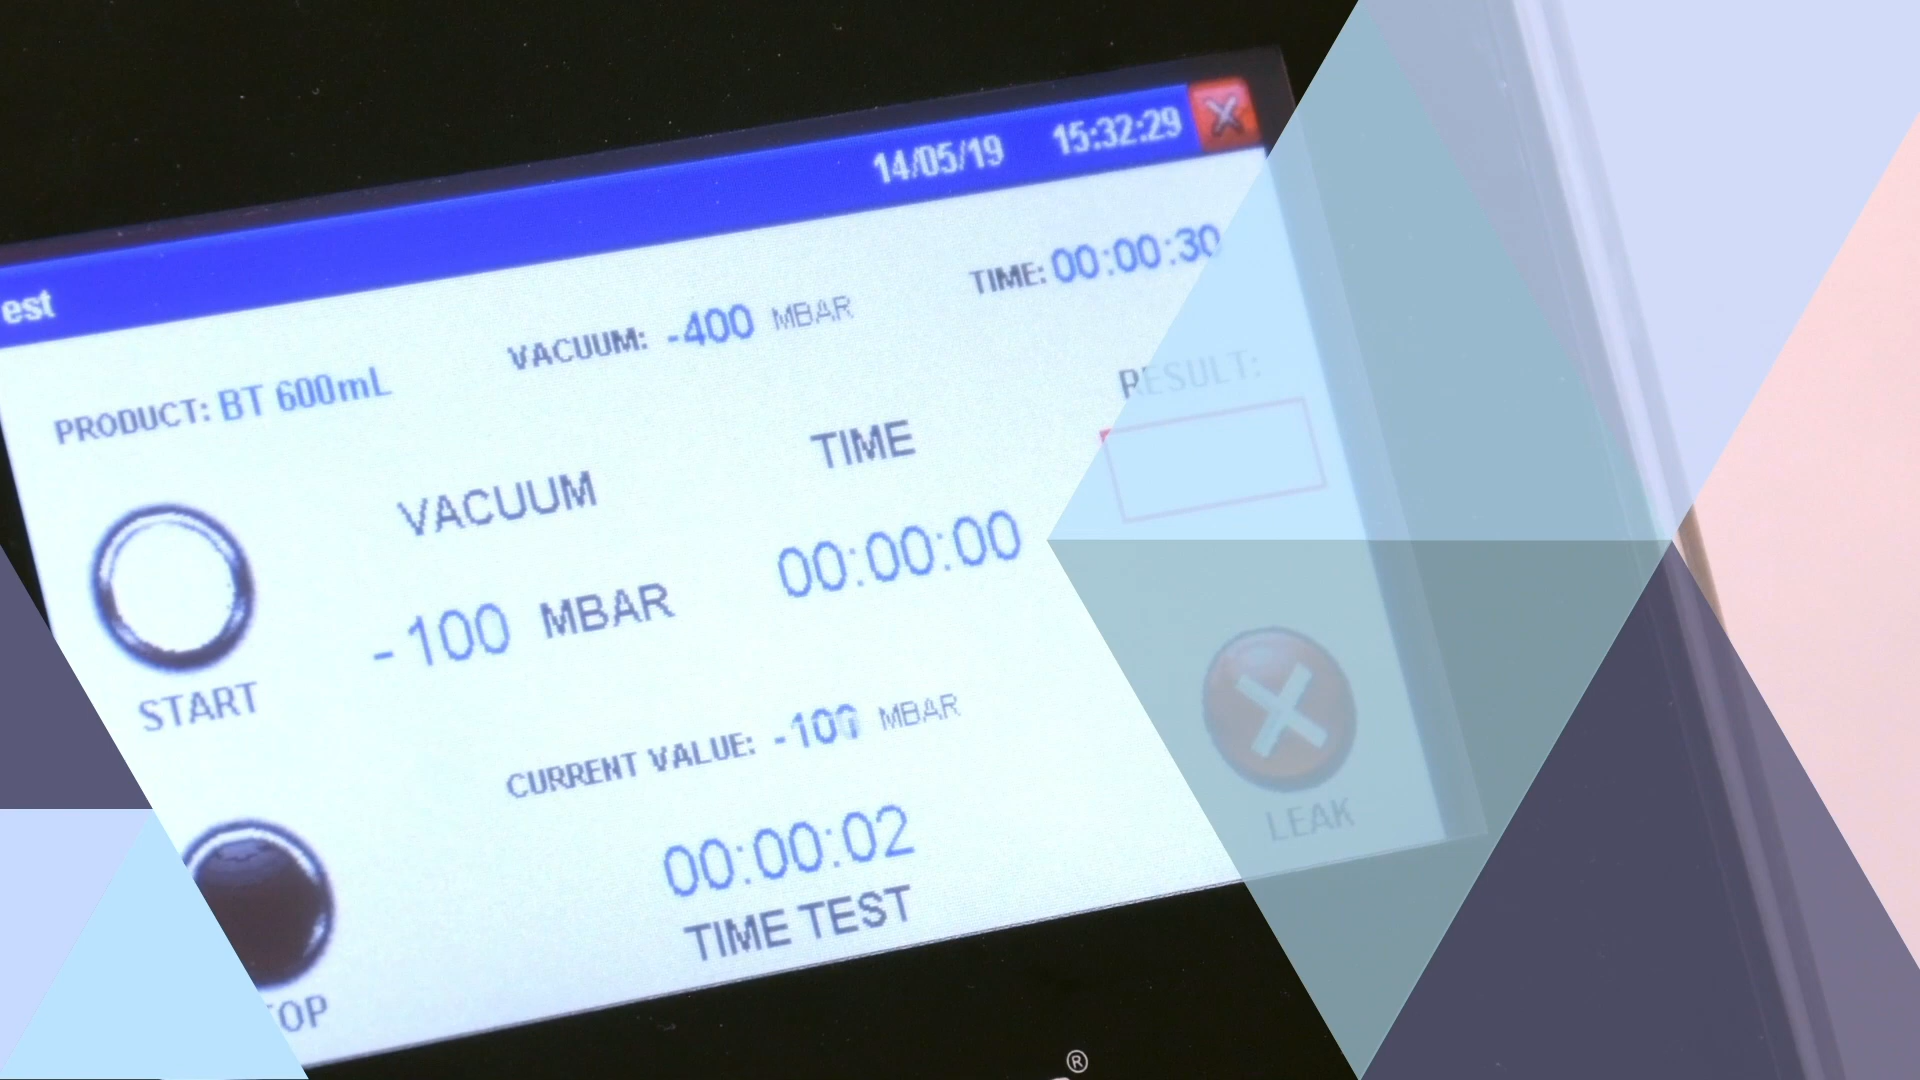 14/05/19 15:32:29
est
PRODUCT: BT 600mL VACUUM: -400 MBAR TIME: 00:00:30
RESULT:
VACUUM TIME
-100 MBAR 00:00:00
START
CURRENT VALUE: -100 MBAR
00:00:02
TIME TEST
LEAK
TOP
®